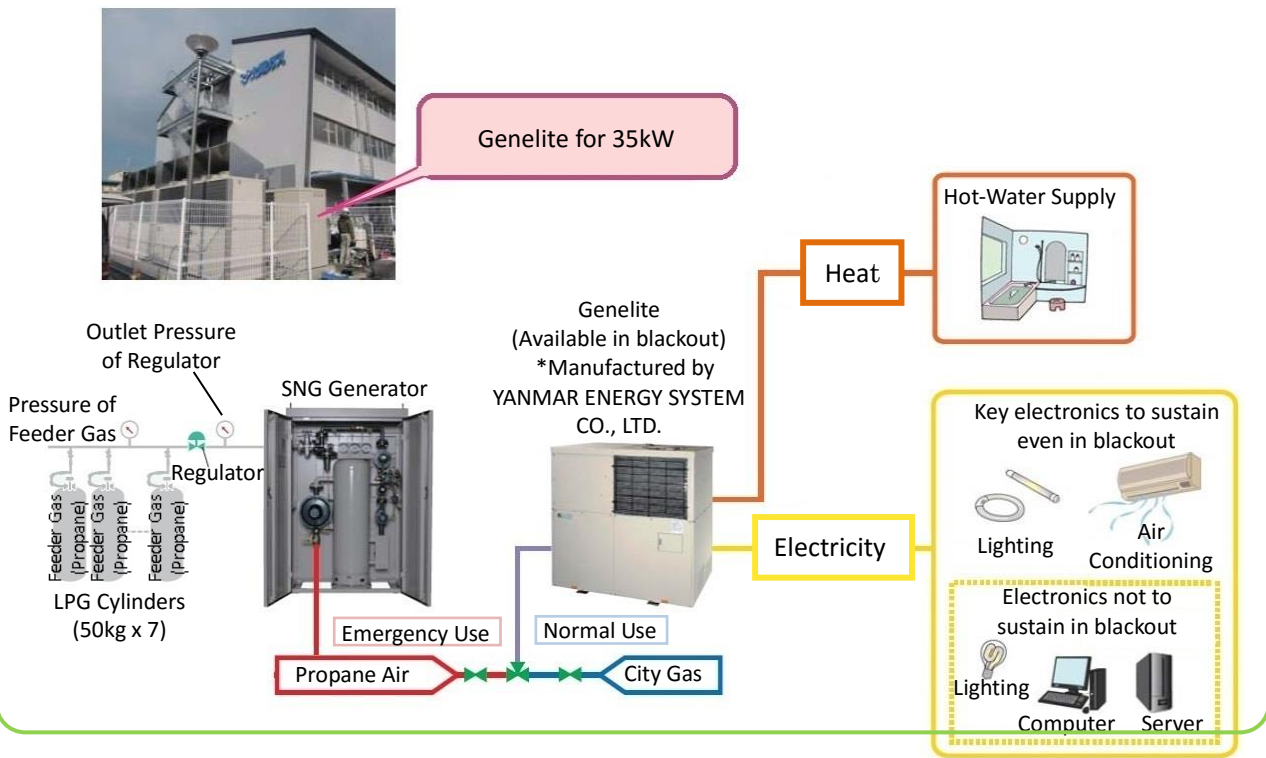 Genelite for 35kW
Hot-Water Supply
Heat
Genelite
(Available in blackout)
*Manufactured by
YANMAR ENERGY SYSTEM
CO., LTD.
Outlet Pressure
of Regulator
SNG Generator
Pressure of
Feeder Gas
Regulator
Feeder Gas
(Propane)
Feeder Gas
(Propane)
Feeder Gas
(Propane)
LPG Cylinders
(50kg x 7)
Key electronics to sustain
even in blackout
Lighting
Air
Conditioning
Electricity
Electronics not to
sustain in blackout
Lighting
Computer
Server
Emergency Use
Normal Use
Propane Air
City Gas